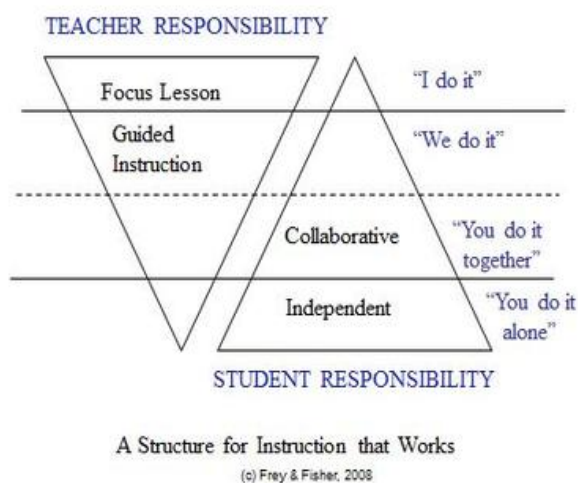 TEACHER RESPONSIBILITY
Focus Lesson
"I do it"
Guided
Instruction
"We do it"
Collaborative
"You do it
together"
Independent
"You do it
alone"
STUDENT RESPONSIBILITY
A Structure for Instruction that Works
(c) Frey & Fisher, 2008